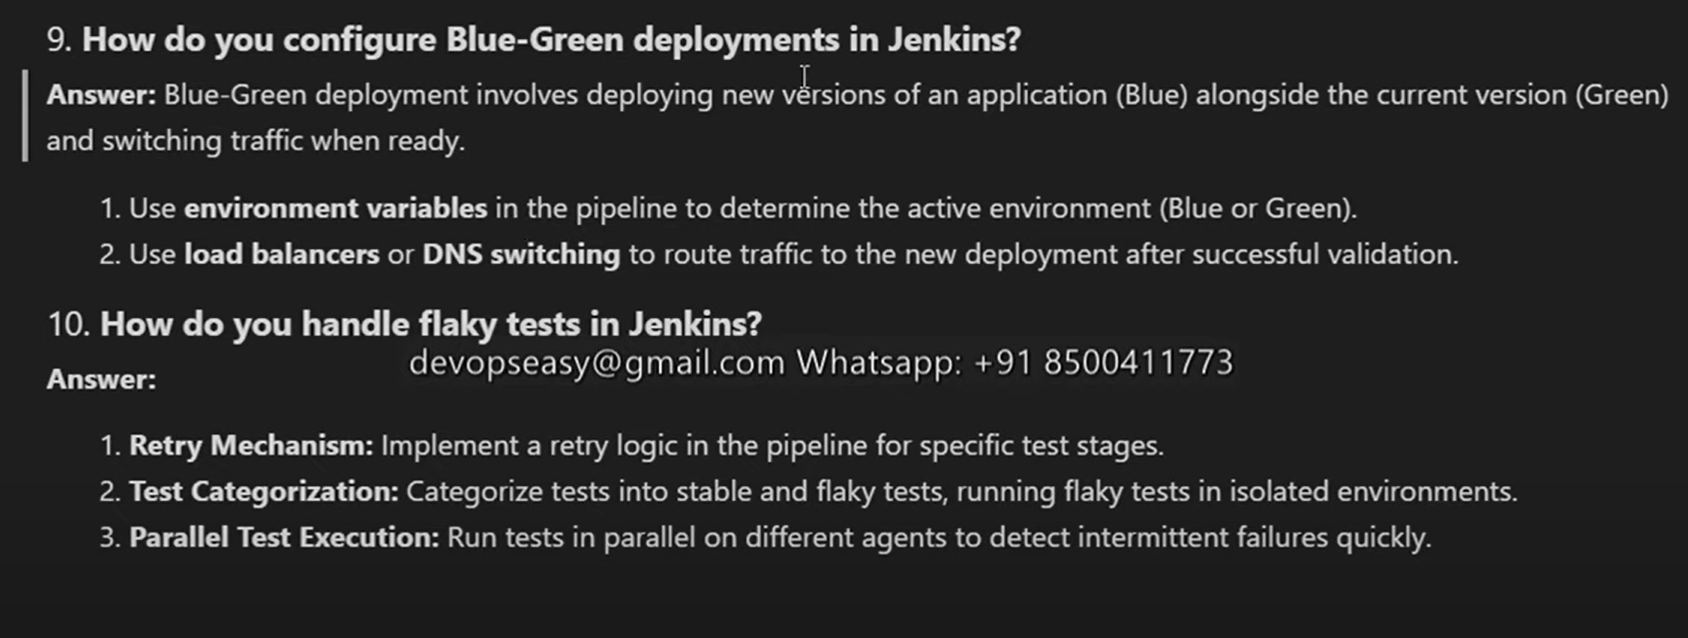 9. How do you configure Blue-Green deployments in Jenkins?
Answer: Blue-Green deployment involves deploying new versions of an application (Blue) alongside the current version (Green)
and switching traffic when ready.
1. Use environment variables in the pipeline to determine the active environment (Blue or Green).
2. Use load balancers or DNS switching to route traffic to the new deployment after successful validation.
10. How do you handle flaky tests in Jenkins?
devopseasy@gmail.com Whatsapp: +91 8500411773
Answer:
1. Retry Mechanism: Implement a retry logic in the pipeline for specific test stages.
2. Test Categorization: Categorize tests into stable and flaky tests, running flaky tests in isolated environments.
3. Parallel Test Execution: Run tests in parallel on different agents to detect intermittent failures quickly.